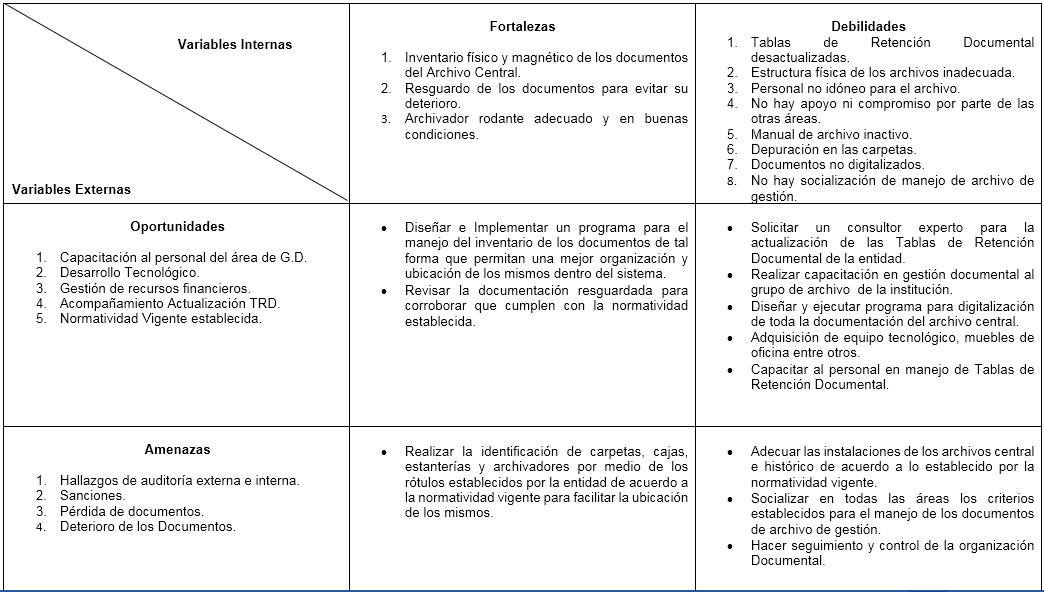 Variables Internas
Variables Externas
Fortalezas
1. Inventario físico y magnético de los documentos
del Archivo Central.
2. Resguardo de los documentos para evitar su
deterioro.
3. Archivador rodante adecuado y en buenas
condiciones.
Debilidades
1. Tablas de Retención Documental
desactualizadas.
2. Estructura física de los archivos inadecuada.
3. Personal no idóneo para el archivo.
4. No hay apoyo ni compromiso por parte de las
otras áreas.
5. Manual de archivo inactivo.
6. Depuración en las carpetas.
7. Documentos no digitalizados.
8. No hay socialización de manejo de archivo de
gestión.
Oportunidades
1. Capacitación al personal del área de G.D.
2. Desarrollo Tecnológico.
3. Gestión de recursos financieros.
4. Acompañamiento Actualización TRD.
5. Normatividad Vigente establecida.
• Diseñar e Implementar un programa para el
manejo del inventario de los documentos de tal
forma que permitan una mejor organización y
ubicación de los mismos dentro del sistema.
• Revisar la documentación resguardada para
corroborar que cumplen con la normatividad
establecida.
• Solicitar un consultor experto para la
actualización de las Tablas de Retención
Documental de la entidad.
• Realizar capacitación en gestión documental al
grupo de archivo de la institución.
• Diseñar y ejecutar programa para digitalización
de toda la documentación del archivo central.
• Adquisición de equipo tecnológico, muebles de
oficina entre otros.
• Capacitar al personal en manejo de Tablas de
Retención Documental.
Amenazas
1. Hallazgos de auditoría externa e interna.
2. Sanciones.
3. Pérdida de documentos.
4. Deterioro de los Documentos.
• Realizar la identificación de carpetas, cajas,
estanterías y archivadores por medio de los
rótulos establecidos por la entidad de acuerdo a
la normatividad vigente para facilitar la ubicación
de los mismos.
• Adecuar las instalaciones de los archivos central
e histórico de acuerdo a lo establecido por la
normatividad vigente.
• Socializar en todas las áreas los criterios
establecidos para el manejo de los documentos
de archivo de gestión.
• Hacer seguimiento y control de la organización
Documental.